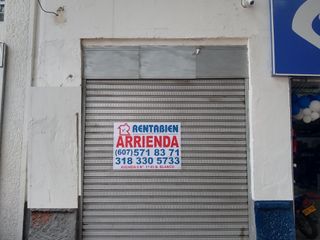 RENTABIEN
ARRIENDA
(607)571 83 71
318 330 5733